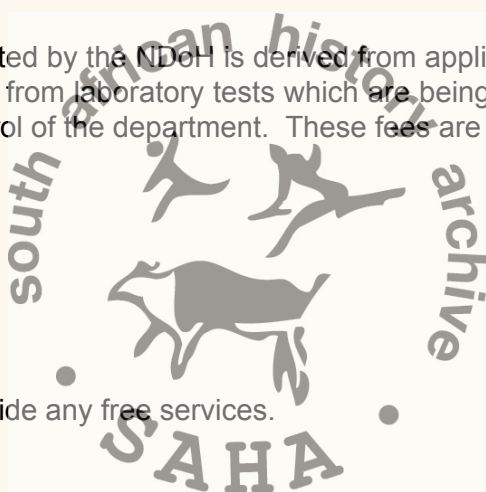 ted by the NDoH is derived from appli
from laboratory tests which are being
ol of the department. These fees are
ide any free services.
south african history archive
SAHA